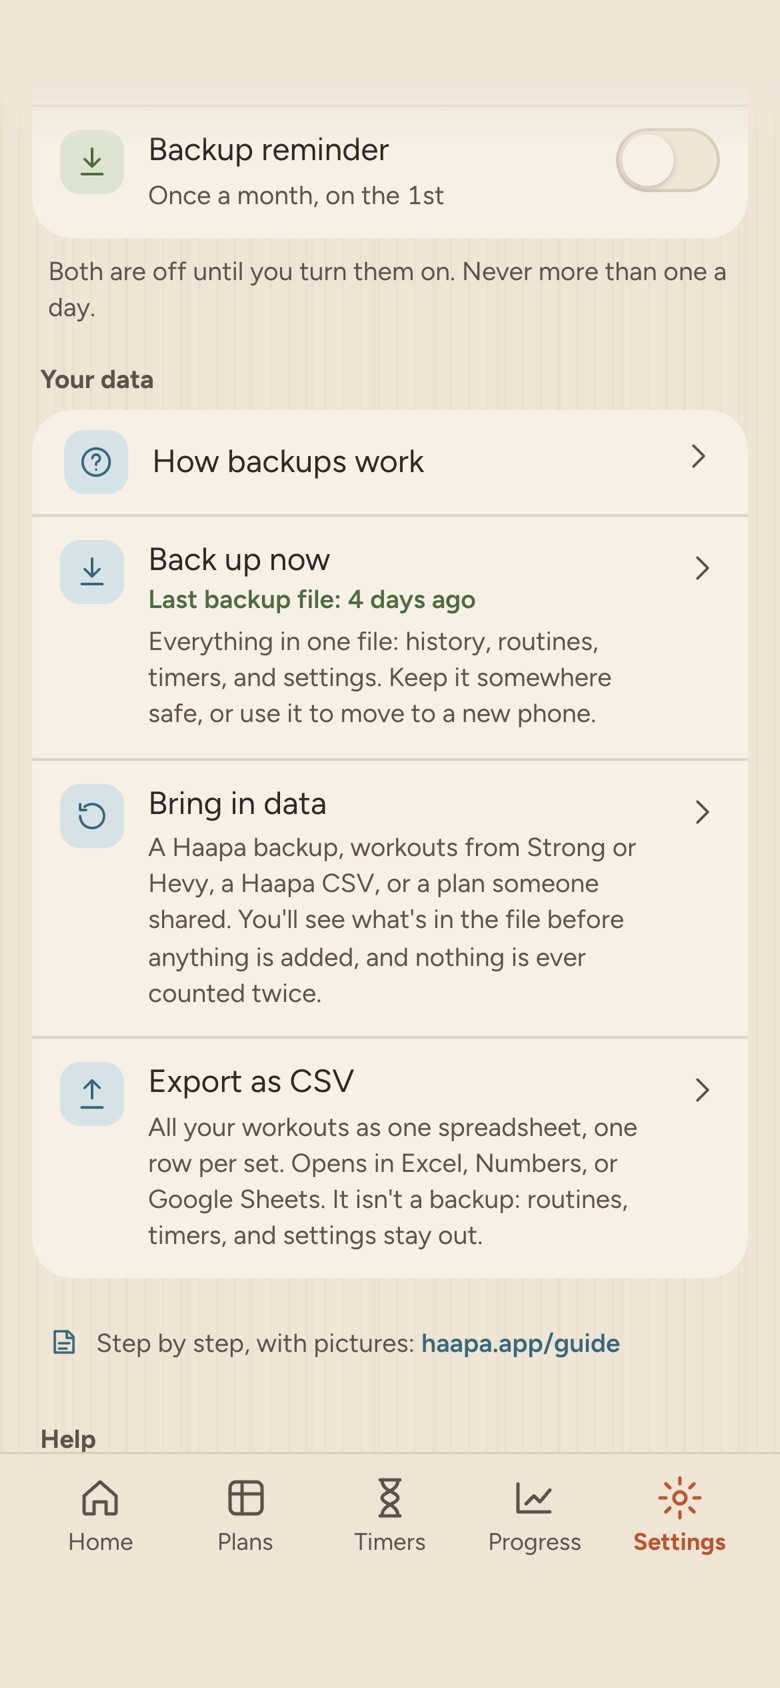 Backup reminder
Once a month, on the 1st
Both are off until you turn them on. Never more than one a
day.
Your data
How backups work
Back up now
Last backup file: 4 days ago
Everything in one file: history, routines,
timers, and settings. Keep it somewhere
safe, or use it to move to a new phone.
Bring in data
A Haapa backup, workouts from Strong or
Hevy, a Haapa CSV, or a plan someone
shared. You'll see what's in the file before
anything is added, and nothing is ever
counted twice.
Export as CSV
All your workouts as one spreadsheet, one
row per set. Opens in Excel, Numbers, or
Google Sheets. It isn't a backup: routines,
timers, and settings stay out.
Step by step, with pictures: haapa.app/guide
Help
Home Plans Timers Progress Settings